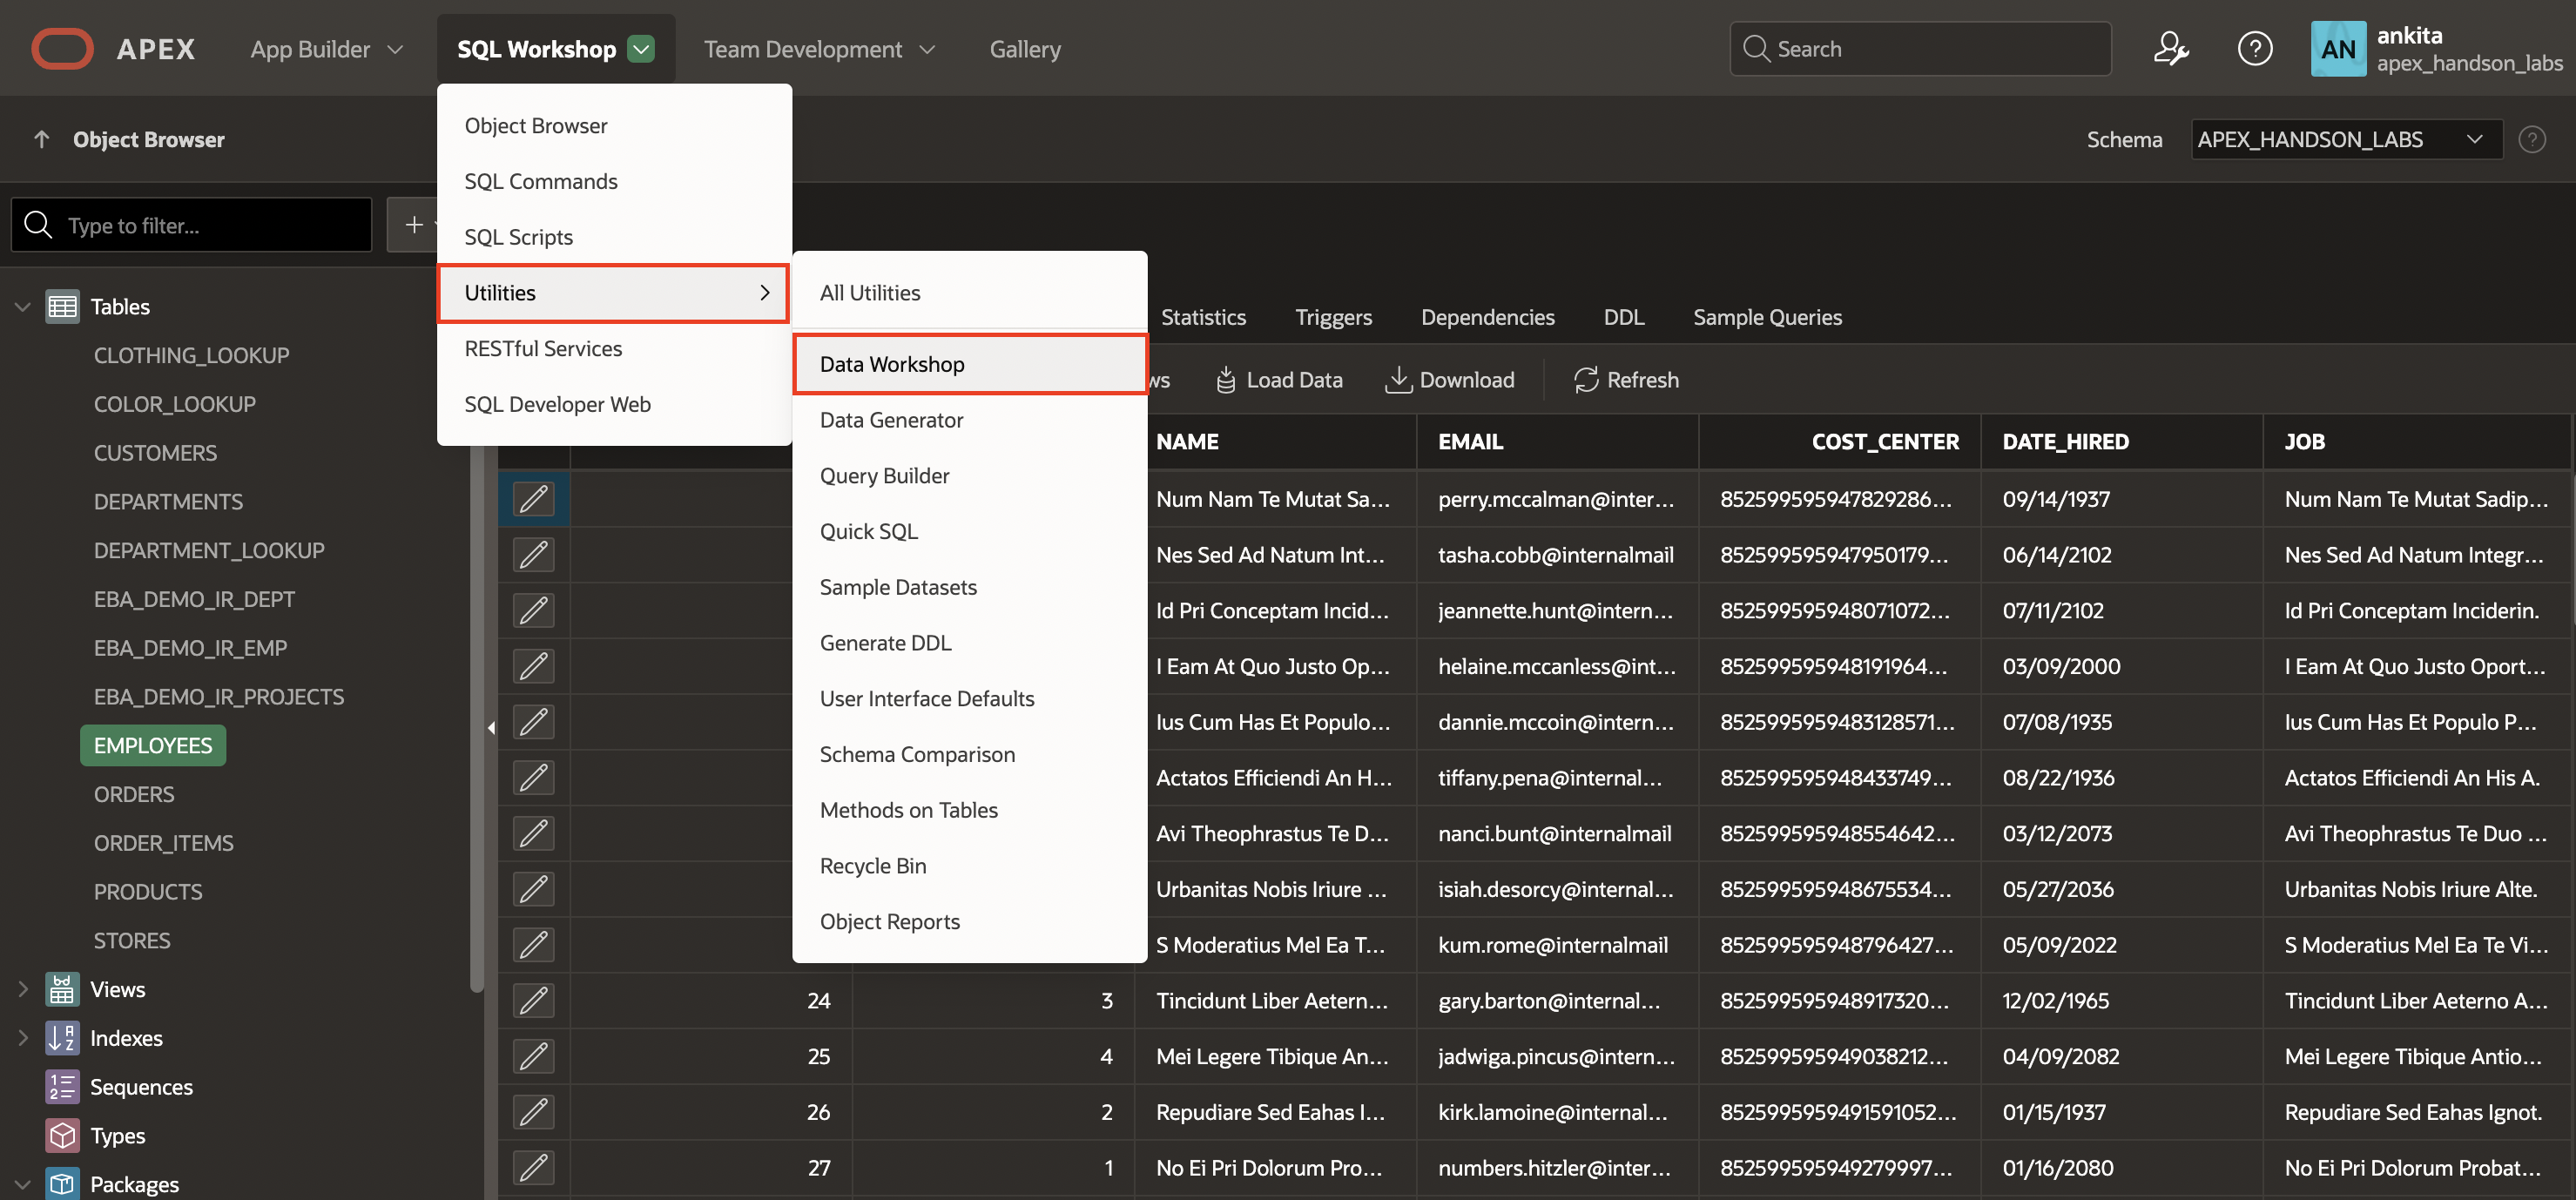 APEX App Builder SQL Workshop Team Development Gallery Search AN ankita
apex_handson_labs
Object Browser Schema APEX_HANDSON_LABS
Type to filter...
Object Browser
SQL Commands
SQL Scripts
Utilities
RESTful Services
SQL Developer Web
All Utilities
Data Workshop
Data Generator
Query Builder
Quick SQL
Sample Datasets
Generate DDL
User Interface Defaults
Schema Comparison
Methods on Tables
Recycle Bin
Object Reports
Tables
CLOTHING_LOOKUP
COLOR_LOOKUP
CUSTOMERS
DEPARTMENTS
DEPARTMENT_LOOKUP
EBA_DEMO_IR_DEPT
EBA_DEMO_IR_EMP
EBA_DEMO_IR_PROJECTS
EMPLOYEES
ORDERS
ORDER_ITEMS
PRODUCTS
STORES
Views
Indexes
Sequences
Types
Packages
Statistics Triggers Dependencies DDL Sample Queries
ws Load Data Download Refresh
NAME EMAIL COST_CENTER DATE_HIRED JOB
Num Nam Te Mutat Sa... perry.mccalman@inter...852599595947829286... 09/14/1937 Num Nam Te Mutat Sadip...
Nes Sed Ad Natum Int... tasha.cobb@internalmail 852599595947950179... 06/14/2102 Nes Sed Ad Natum Integr...
Id Pri Conceptam Incid... jeannette.hunt@intern... 852599595948071072... 07/11/2102 Id Pri Conceptam Inciderin.
I Eam At Quo Justo Op... helaine.mccanless@int... 852599595948191964... 03/09/2000 I Eam At Quo Justo Oport...
Ius Cum Has Et Populo... dannie.mccoin@intern... 8525995959483128571... 07/08/1935 Ius Cum Has Et Populo P...
Actatos Efficiendi An H... tiffany.pena@internal... 852599595948433749... 08/22/1936 Actatos Efficiendi An His A.
Avi Theophrastus Te D... nanci.bunt@internalmail 852599595948554642... 03/12/2073 Avi Theophrastus Te Duo ...
Urbanitas Nobis Iriure ... isiah.desorcy@internal... 852599595948675534... 05/27/2036 Urbanitas Nobis Iriure Alte.
S Moderatius Mel Ea T... kum.rome@internalmail 852599595948796427... 05/09/2022 S Moderatius Mel Ea Te Vi...
24 3 Tincidunt Liber Aetern... gary.barton@internal... 852599595948917320... 12/02/1965 Tincidunt Liber Aeterno A...
25 4 Mei Legere Tibique An... jadwiga.pincus@intern... 852599595949038212... 04/09/2082 Mei Legere Tibique Antio...
26 2 Repudiare Sed Eahas I... kirk.lamoine@internal... 8525995959491591052... 01/15/1937 Repudiare Sed Eahas Ignot.
27 1 No Ei Pri Dolorum Pro... numbers.hitzler@inter... 852599595949279997... 01/16/2080 No Ei Pri Dolorum Probat...